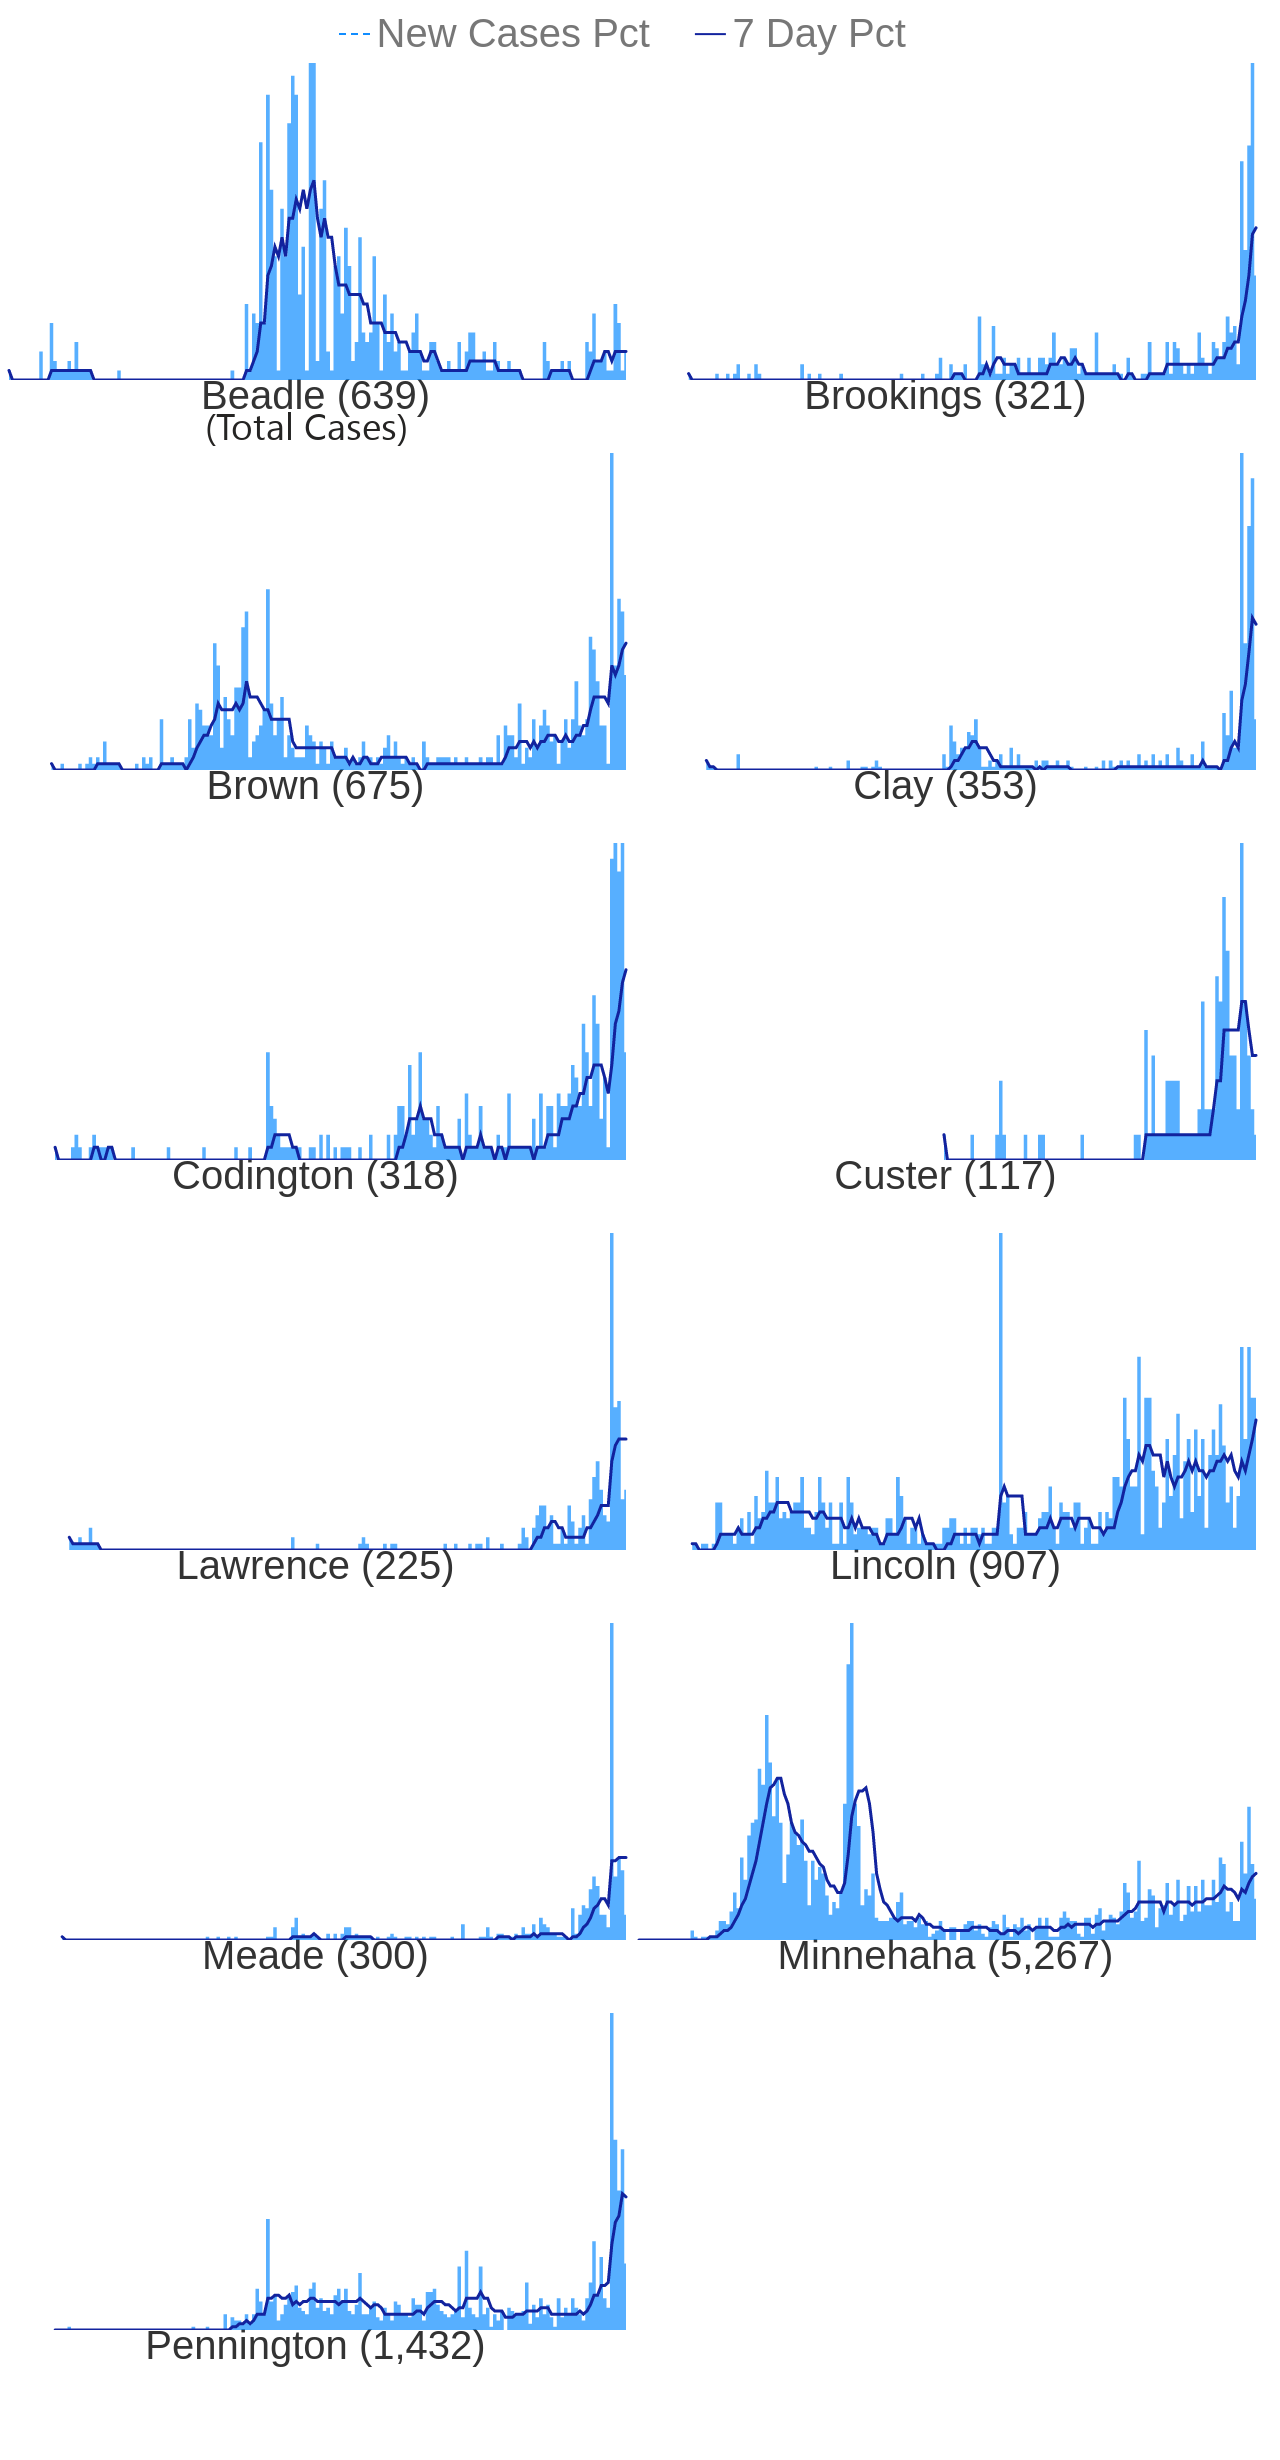 New Cases Pct 7 Day Pct
Beadle (639) Brookings (321)
(Total Cases)
Brown (675) Clay (353)
Codington (318) Custer (117)
Lawrence (225) Lincoln (907)
Meade (300) Minnehaha (5,267)
Pennington (1,432)